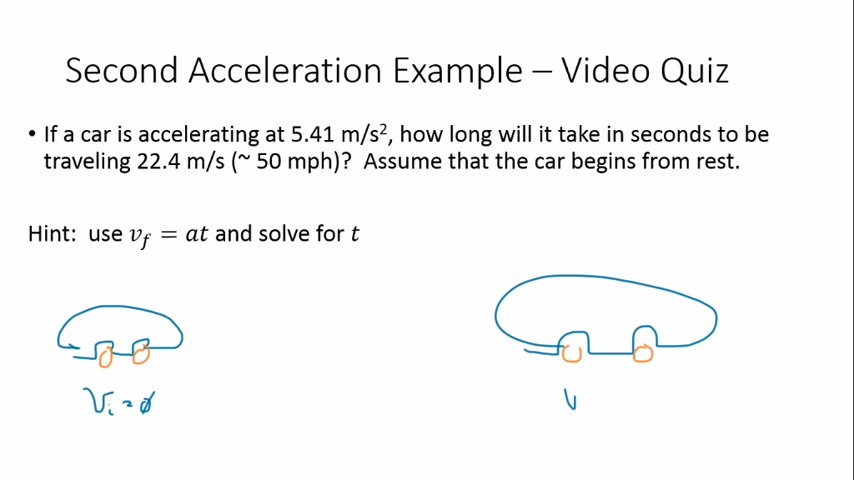 Second Acceleration Example – Video Quiz
• If a car is accelerating at 5.41 m/s², how long will it take in seconds to be
traveling 22.4 m/s (~ 50 mph)? Assume that the car begins from rest.
Hint: use v_f = at and solve for t
V_i = 0
V